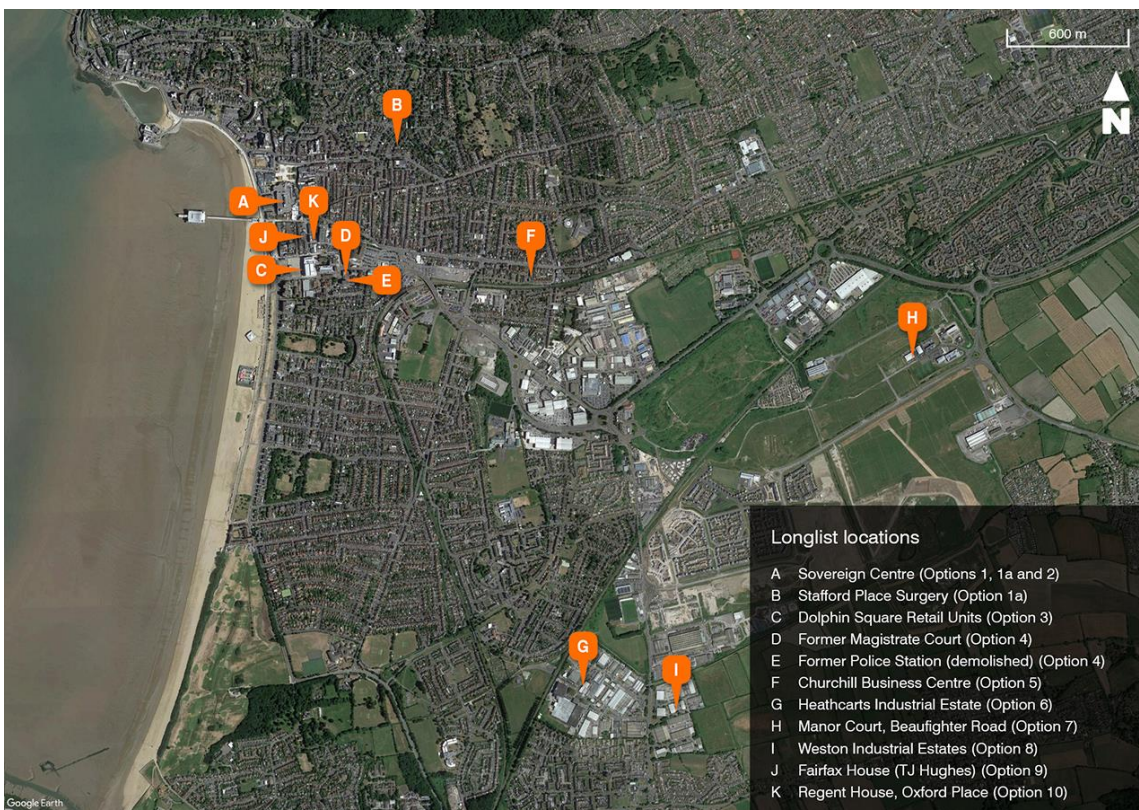 600 m
N
B
A
K
J
D
F
C
E
H
G
I
Longlist locations
A Sovereign Centre (Options 1, 1a and 2)
B Stafford Place Surgery (Option 1a)
C Dolphin Square Retail Units (Option 3)
D Former Magistrate Court (Option 4)
E Former Police Station (demolished) (Option 4)
F Churchill Business Centre (Option 5)
G Heathcarts Industrial Estate (Option 6)
H Manor Court, Beaufighter Road (Option 7)
I Weston Industrial Estates (Option 8)
J Fairfax House (TJ Hughes) (Option 9)
K Regent House, Oxford Place (Option 10)
Google Earth